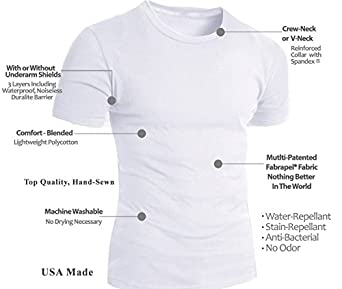 Crew-Neck
or V-Neck
Reinforced
Collar with
Spandex ®
With or Without
Underarm Shields
3 Layers Including
Waterproof, Noiseless
Duralite Barrier
Comfort - Blended
Lightweight Polycotton
Mutlti-Patented
Fabrapel® Fabric
Nothing Better
In The World
Top Quality, Hand-Sewn
Machine Washable
No Drying Necessary
• Water-Repellant
• Stain-Repellant
• Anti-Bacterial
• No Odor
USA Made